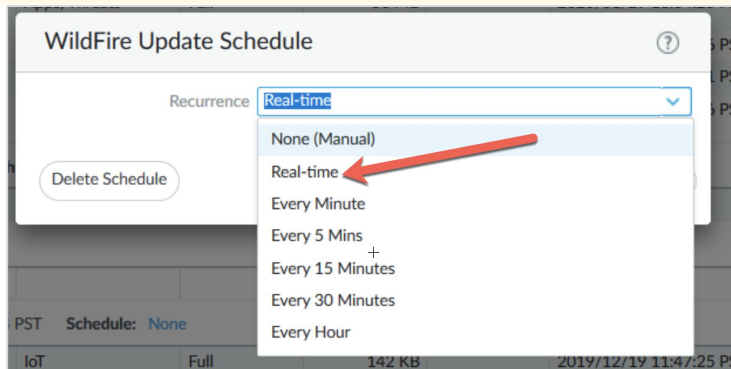 WildFire Update Schedule ?
Recurrence Real-time
None (Manual)
Real-time
Delete Schedule
Every Minute
Every 5 Mins
Every 15 Minutes
Every 30 Minutes
PST Schedule: None
Every Hour
IoT Full 142 KB 2019/12/19 11:47:25 P